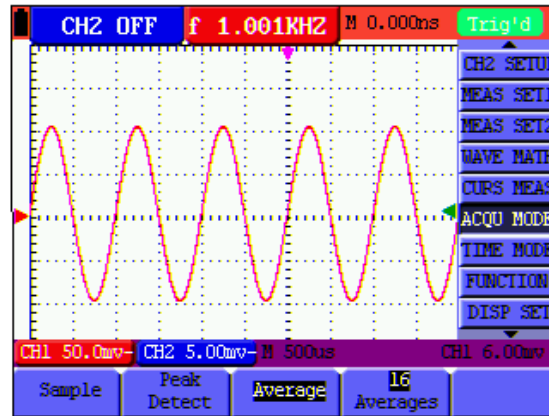 CH2 OFF
f 1.001KHZ
M 0.000ns
Trig'd
CH2 SETUP
MEAS SET1
MEAS SET2
WAVE MATH
CURS MEAS
ACQU MODE
TIME MODE
FUNCTION
DISP SET
CH1 50.0mv~
CH2 5.00mv~
M 500us
CH1 6.00mv
Sample
Peak
Detect
Average
16
Averages